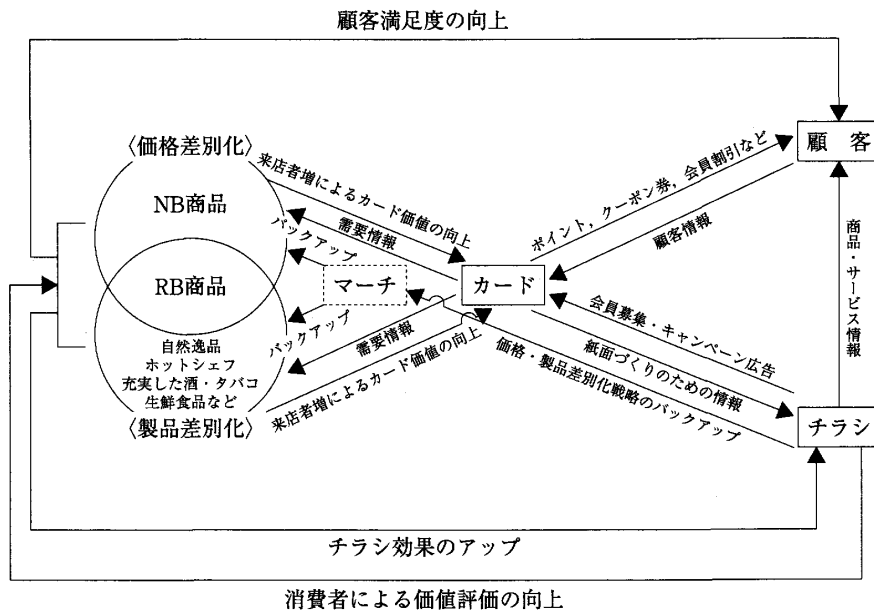 顧客満足度の向上
〈価格差別化〉
NB商品
RB商品
自然逸品
ホットシェフ
充実した酒・タバコ
生鮮食品など
〈製品差別化〉
来店者増によるカード価値の向上
需要情報
バックアップ
マーチ
バックアップ
需要情報
来店者増によるカード価値の向上
カード
ポイント，クーポン券，会員割引など
顧客情報
顧　客
商品・サービス情報
会員募集・キャンペーン広告
紙面づくりのための情報
価格・製品差別化戦略のバックアップ
チラシ
チラシ効果のアップ
消費者による価値評価の向上